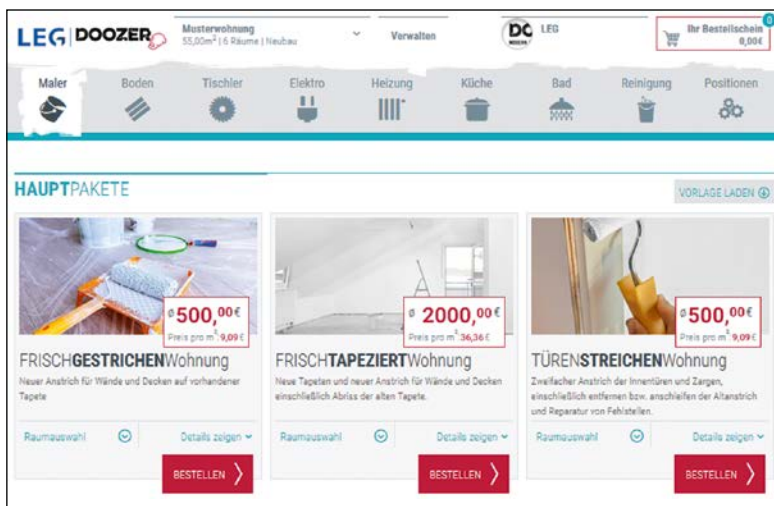 LEG DOOZER
Musterwohnung
55,00m² | 6 Räume | Neubau
Verwalten
DC
LEG
Ihr Bestellschein
0,00€
0
Maler
Boden
Tischler
Elektro
Heizung
Küche
Bad
Reinigung
Positionen
HAUPTPAKETE
VORLAGE LADEN
ø 500,00 €
Preis pro m²: 9,09 €
FRISCHGESTRICHENWohnung
Neuer Anstrich für Wände und Decken auf vorhandener
Tapete
Raumauswahl
Details zeigen
BESTELLEN
ø 2000,00 €
Preis pro m²: 36,36 €
FRISCHTAPEZIERTWohnung
Neue Tapeten und neuer Anstrich für Wände und Decken
einschließlich Abriss der alten Tapete.
Raumauswahl
Details zeigen
BESTELLEN
ø 500,00 €
Preis pro m²: 9,09 €
TÜRENSTREICHENWohnung
Zweifacher Anstrich der Innentüren und Zargen,
einschließlich entfernen bzw. anschleifen der Altanstrich
und Reparatur von Fehlstellen.
Raumauswahl
Details zeigen
BESTELLEN